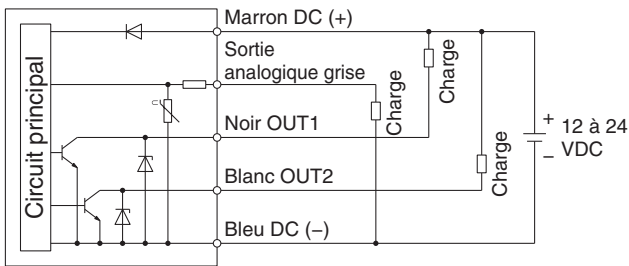 Marron DC (+)
Sortie
analogique grise
Noir OUT1
Blanc OUT2
Bleu DC (−)
Circuit principal
Charge
Charge
Charge
+ 12 à 24
− VDC